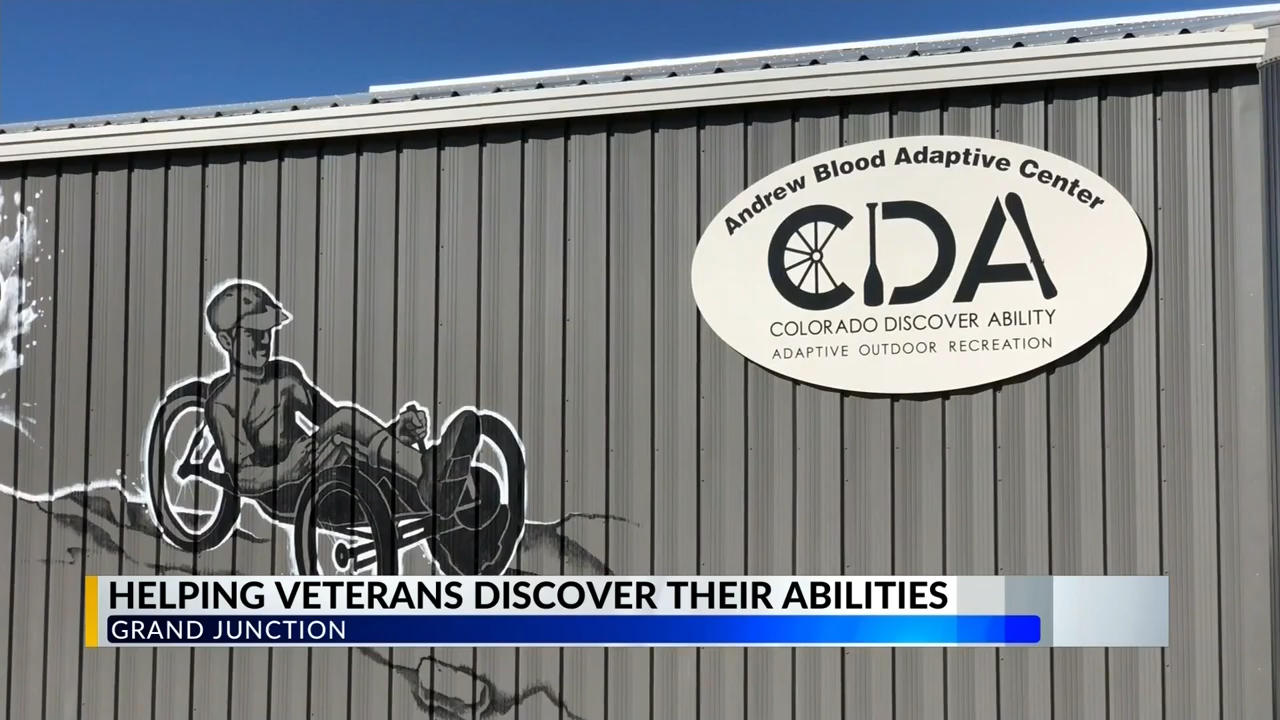 Andrew Blood Adaptive Center
CDA
COLORADO DISCOVER ABILITY
ADAPTIVE OUTDOOR RECREATION
HELPING VETERANS DISCOVER THEIR ABILITIES
GRAND JUNCTION